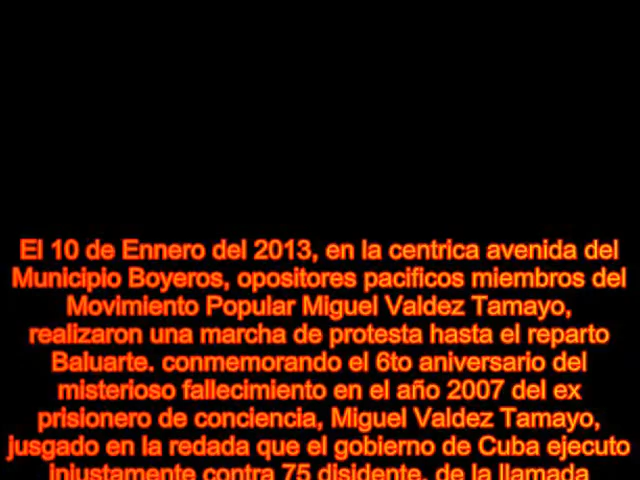 El 10 de Ennero del 2013, en la centrica avenida del
Municipio Boyeros, opositores pacificos miembros del
Movimiento Popular Miguel Valdez Tamayo,
realizaron una marcha de protesta hasta el reparto
Baluarte. conmemorando el 6to aniversario del
misterioso fallecimiento en el año 2007 del ex
prisionero de conciencia, Miguel Valdez Tamayo,
jusgado en la redada que el gobierno de Cuba ejecuto
injustamente contra 75 disidente, de la llamada